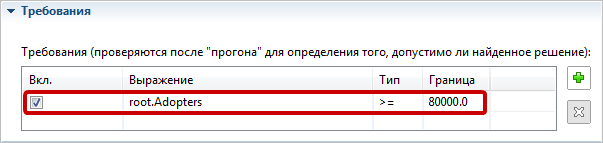 Требования
Требования (проверяются после "прогона" для определения того, допустимо ли найденное решение):
Вкл. Выражение Тип Граница
root.Adopters >= 80000.0